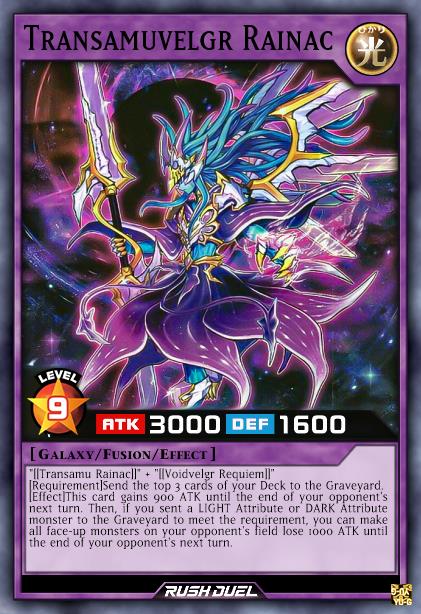 Transamuvelgr Rainac
ひかり
光
LEVEL
9
ATK 3000 DEF 1600
[Galaxy/Fusion/Effect]
"[[Transamu Rainac]]" + "[[Voidvelgr Requiem]]"
[Requirement]Send the top 3 cards of your Deck to the Graveyard.
[Effect]This card gains 900 ATK until the end of your opponent's
next turn. Then, if you sent a LIGHT Attribute or DARK Attribute
monster to the Graveyard to meet the requirement, you can make
all face-up monsters on your opponent's field lose 1000 ATK until
the end of your opponent's next turn.
RUSH DUEL